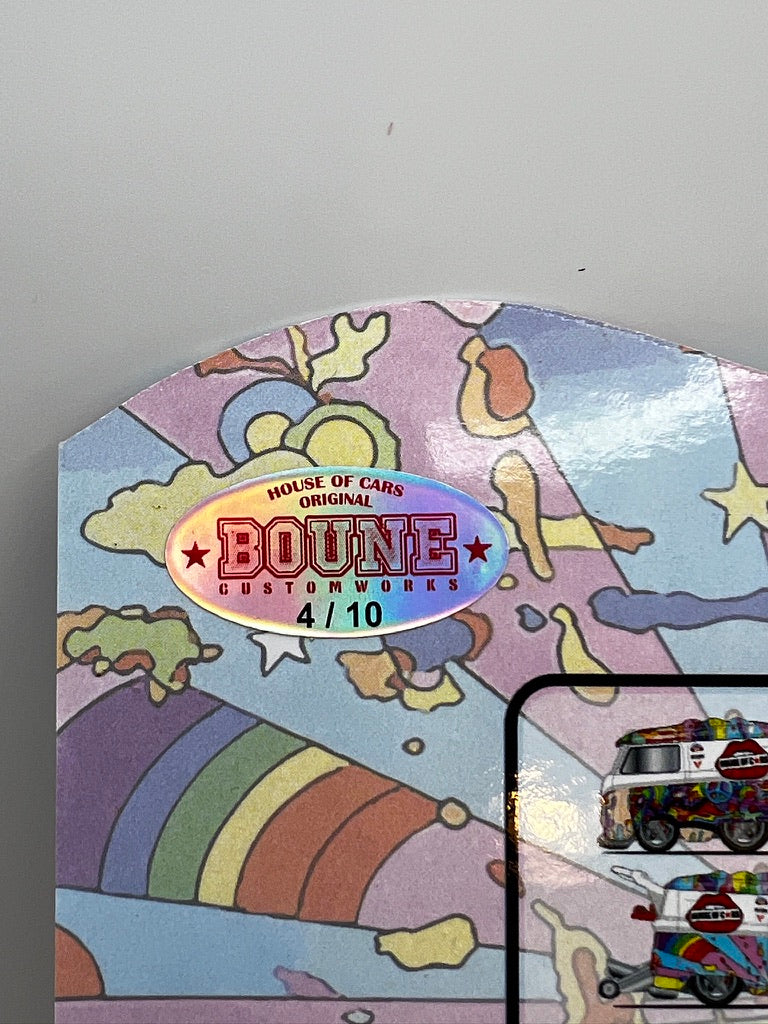 HOUSE OF CARS
ORIGINAL
BOUNE
CUSTOMWORKS
4 / 10